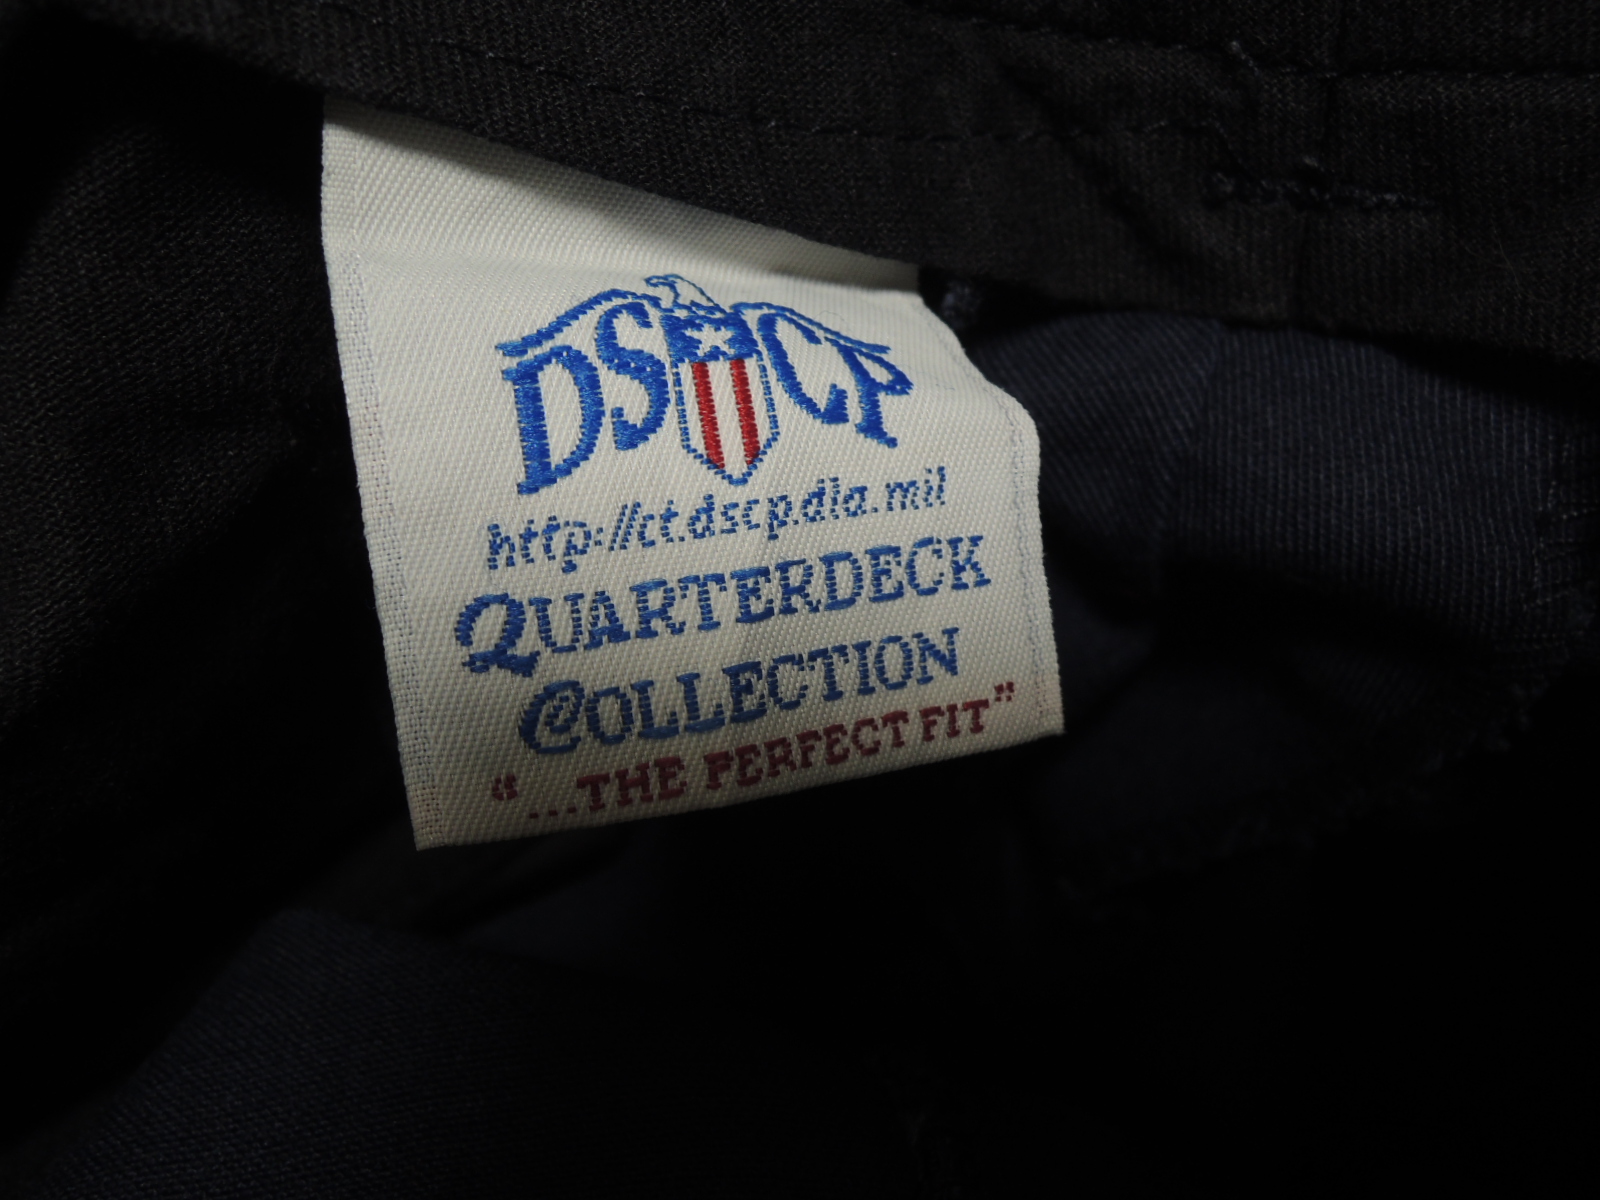 DSCP
http://ct.dscp.dla.mil
QUARTERDECK
COLLECTION
"...THE PERFECT FIT"